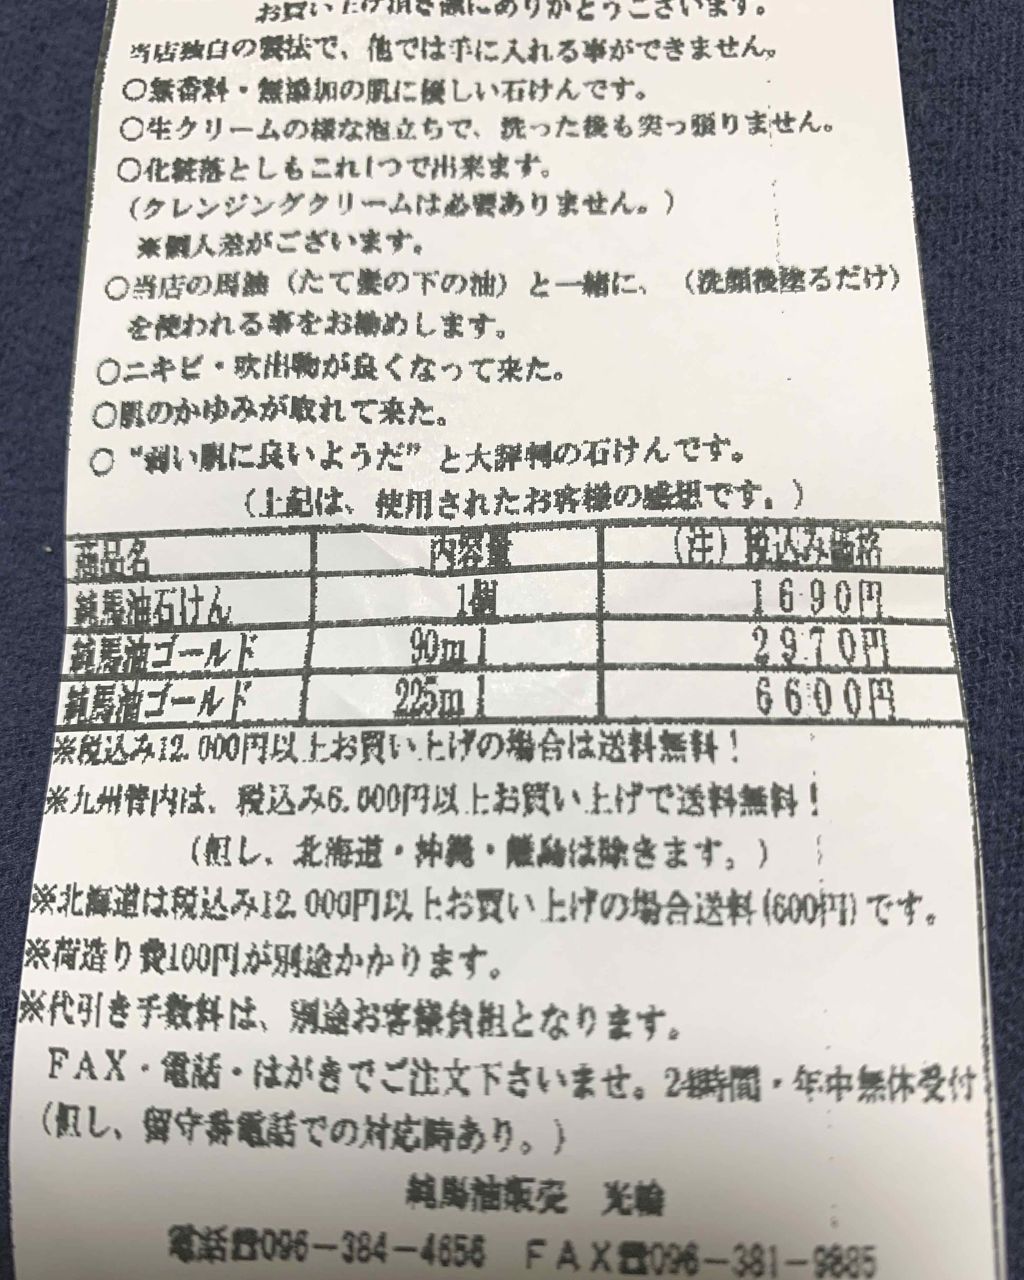 お買い上げ頂き誠にありがとうございます。
当店独自の製法で、他では手に入れる事ができません。
○無香料・無添加の肌に優しい石けんです。
○生クリームの様な泡立ちで、洗った後も突っ張りません。
○化粧落としもこれ1つで出来ます。
(クレンジングクリームは必要ありません。)
※個人差がございます。
○当店の馬油(たて髪の下の油)と一緒に、(洗顔後塗るだけ)
を使われる事をお勧めします。
○ニキビ・吹出物が良くなって来た。
○肌のかゆみが取れて来た。
○"弱い肌に良いようだ"と大評判の石けんです。
(上記は、使用されたお客様の感想です。)
商品名 内容量 (注)税込み価格
純馬油石けん 1個 1690円
純馬油ゴールド 90ml 2970円
純馬油ゴールド 225ml 6600円
※税込み12.000円以上お買い上げの場合は送料無料!
※九州管内は、税込み6.000円以上お買い上げで送料無料!
(但し、北海道・沖縄・離島は除きます。)
※北海道は税込み12.000円以上お買い上げの場合送料(600円)です。
※荷造り費100円が別途かかります。
※代引き手数料は、別途お客様負担となります。
FAX・電話・はがきでご注文下さいませ。24時間・年中無休受付
(但し、留守番電話での対応時あり。)
純馬油販売 光輪
電話☎096-384-4656 FAX☎096-381-9885